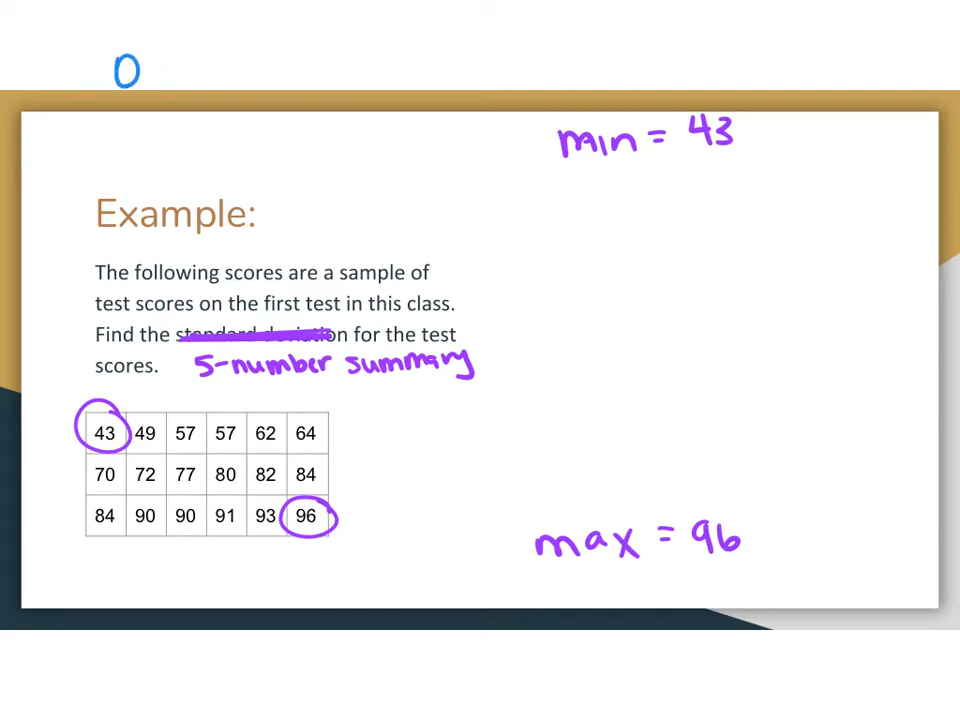 0
min = 43
Example:
The following scores are a sample of
test scores on the first test in this class.
Find the standard deviation for the test
scores. 5-number summary
43 49 57 57 62 64
70 72 77 80 82 84
84 90 90 91 93 96
max = 96